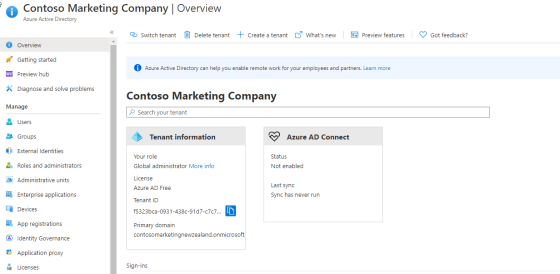 Contoso Marketing Company | Overview
Azure Active Directory
Switch tenant Delete tenant Create a tenant What's new Preview features Got feedback?
Overview
Getting started
Preview hub
Diagnose and solve problems
Manage
Users
Groups
External Identities
Roles and administrators
Administrative units
Enterprise applications
Devices
App registrations
Identity Governance
Application proxy
Licenses
Azure Active Directory can help you enable remote work for your employees and partners. Learn more
Contoso Marketing Company
Search your tenant
Tenant information
Your role
Global administrator More info
License
Azure AD Free
Tenant ID
f5323bca-0931-438c-91d7-c7c7...
Primary domain
contosomarketingnewzealand.onmicrosoft
Azure AD Connect
Status
Not enabled
Last sync
Sync has never run
Sign-ins